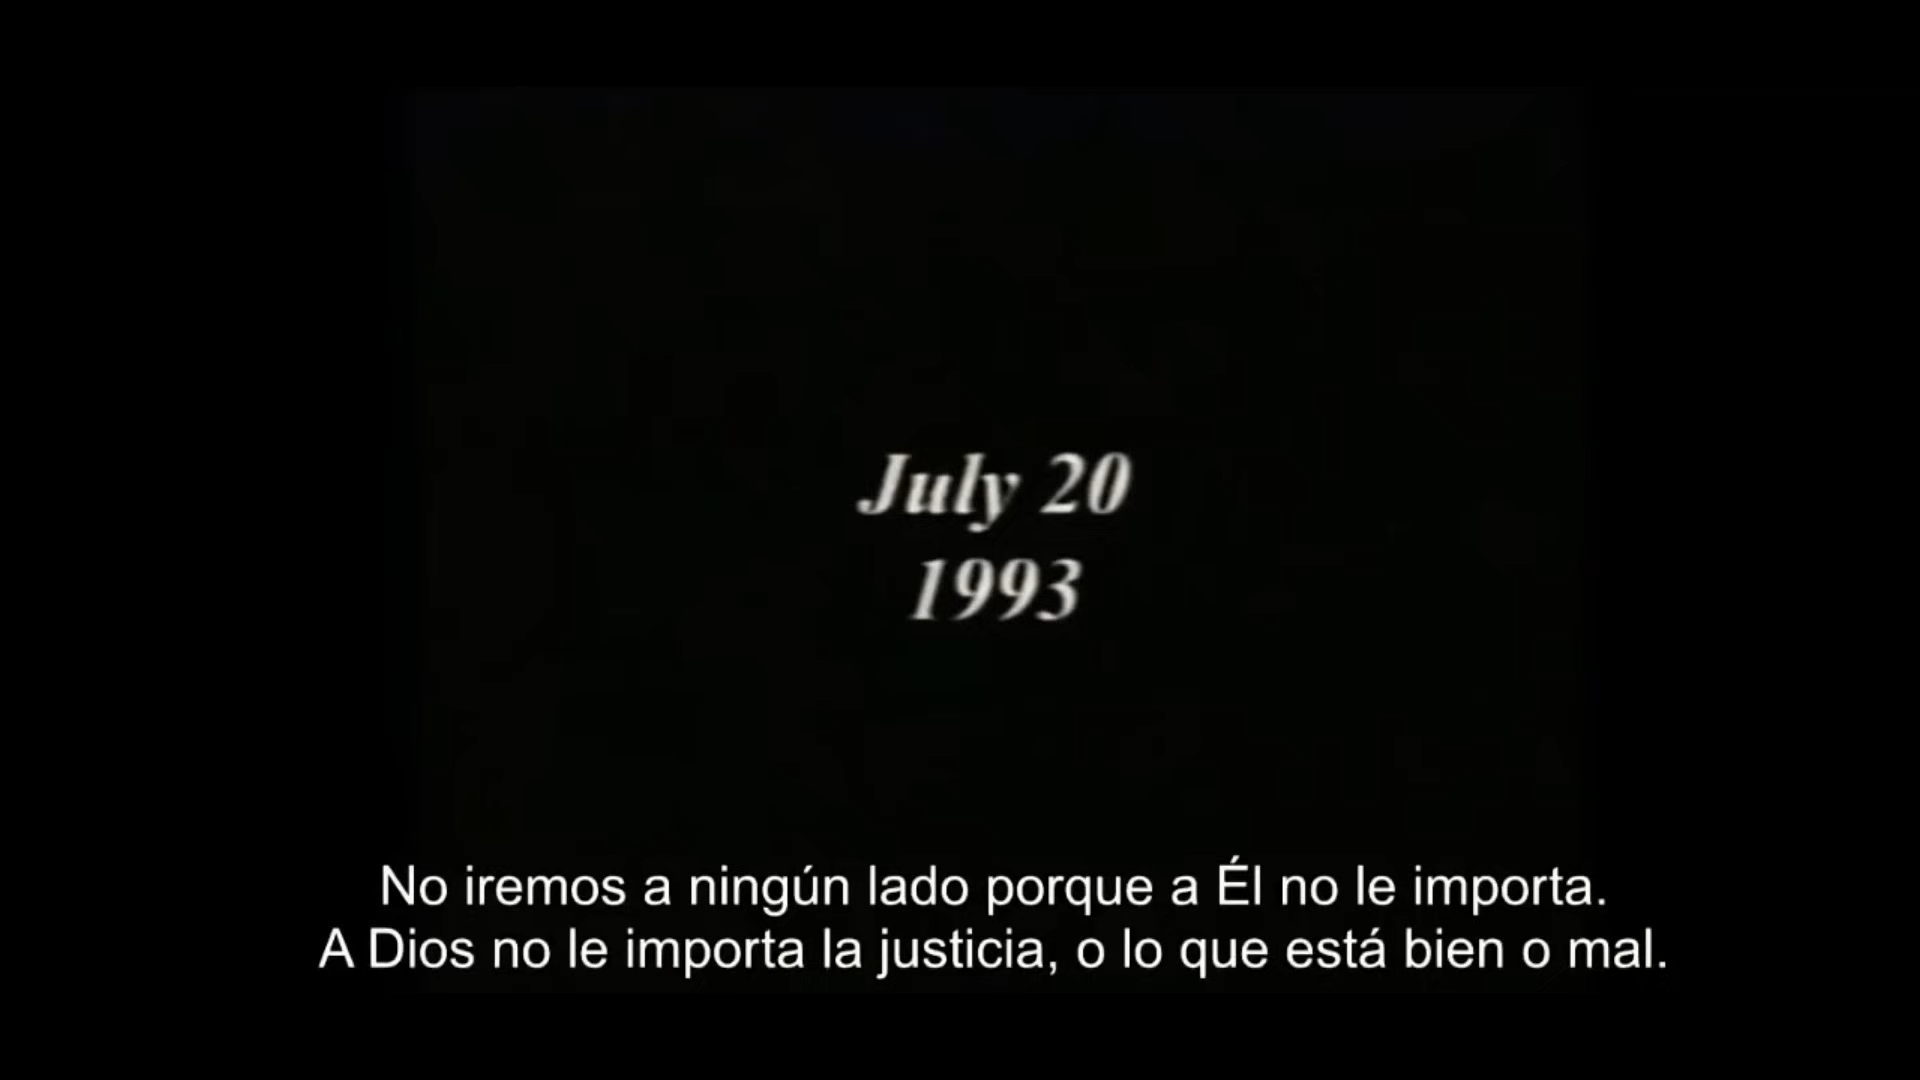 July 20
1993
No iremos a ningún lado porque a Él no le importa.
A Dios no le importa la justicia, o lo que está bien o mal.